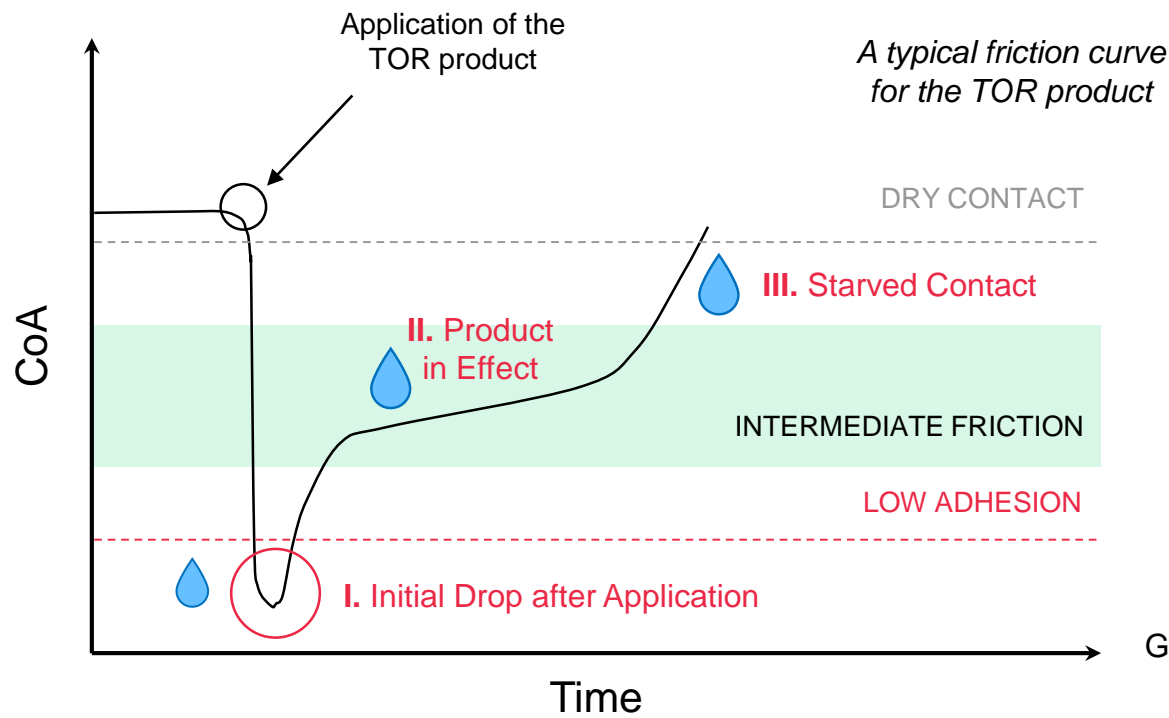 Application of the
TOR product
A typical friction curve
for the TOR product
DRY CONTACT
III. Starved Contact
II. Product
in Effect
CoA
INTERMEDIATE FRICTION
LOW ADHESION
I. Initial Drop after Application
G
Time